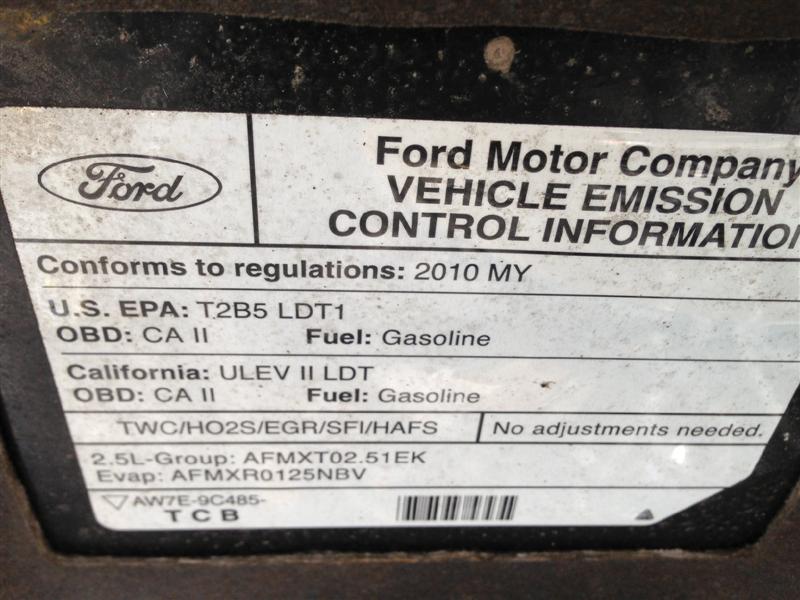 Ford
Ford Motor Company
VEHICLE EMISSION
CONTROL INFORMATION
Conforms to regulations: 2010 MY
U.S. EPA: T2B5 LDT1
OBD: CA II Fuel: Gasoline
California: ULEV II LDT
OBD: CA II Fuel: Gasoline
TWC/HO2S/EGR/SFI/HAFS No adjustments needed.
2.5L-Group: AFMXT02.51EK
Evap: AFMXR0125NBV
AW7E-9C485-
TCB